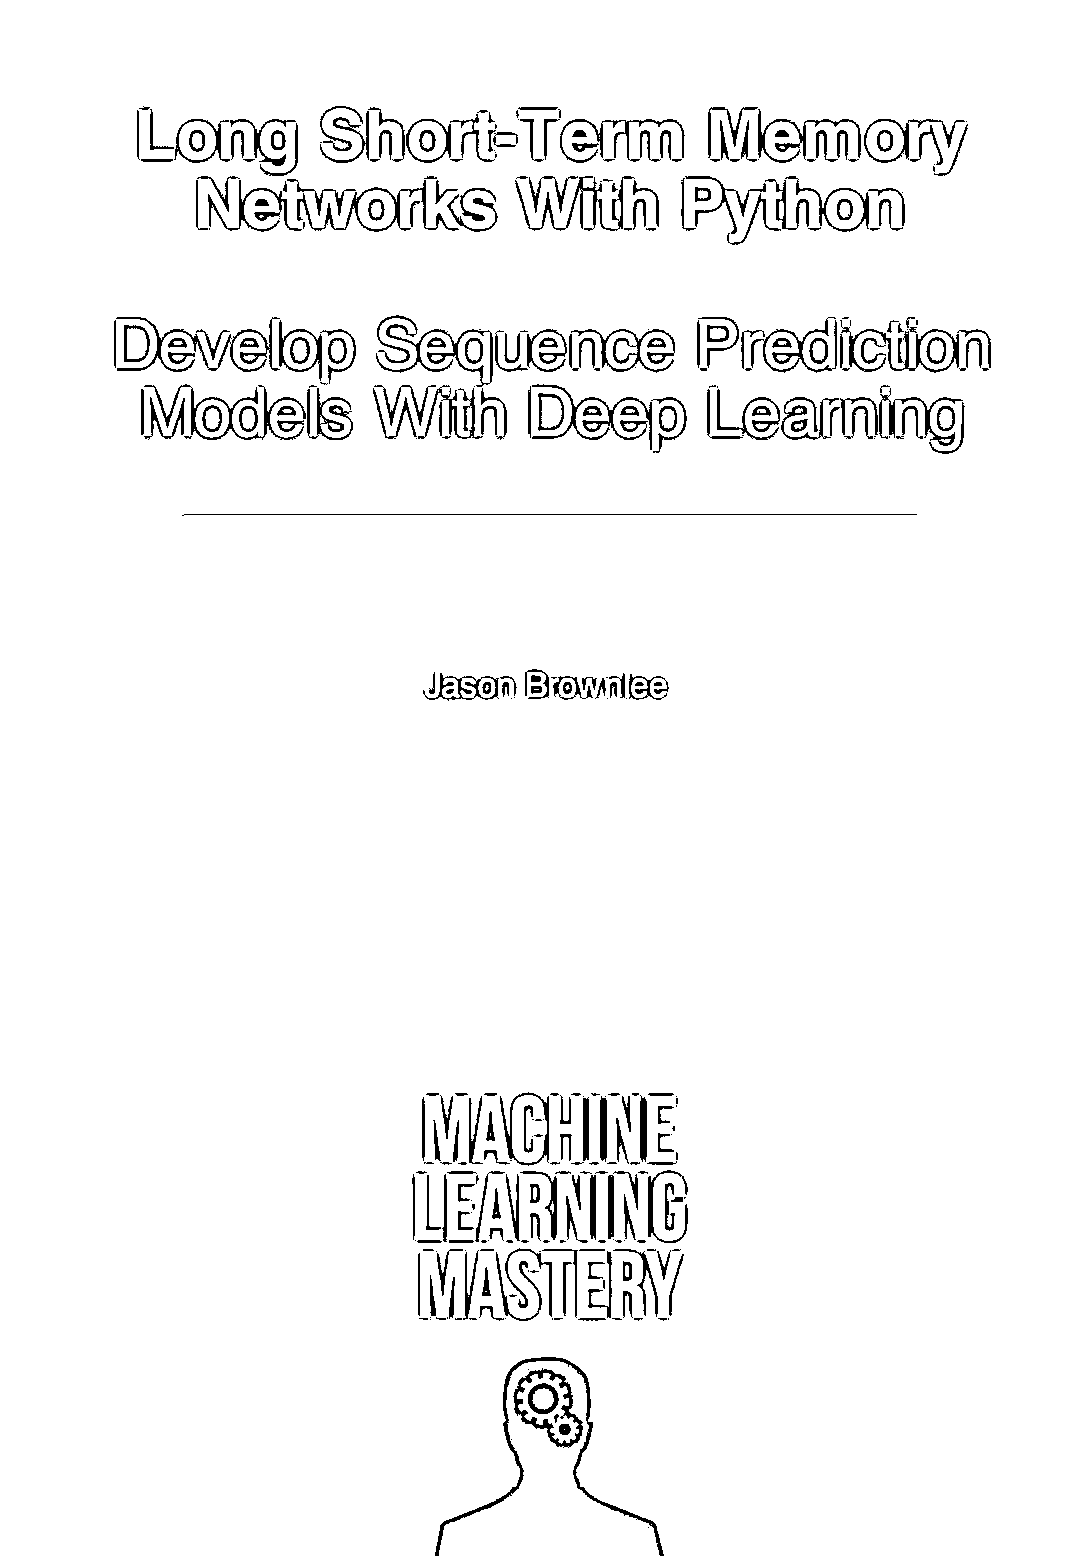 Long Short-Term Memory
Networks With Python
Develop Sequence Prediction
Models With Deep Learning
Jason Brownlee
MACHINE
LEARNING
MASTERY